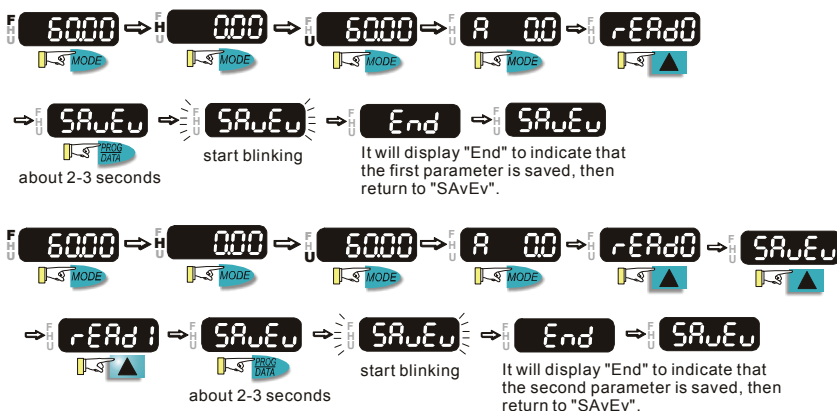 F H U 60.00 F H U 0.00 F H U 60.00 F H U A 0.0 F H U rEAd0
MODE MODE MODE MODE
F H U SAvEv F H U SAvEv F H U End F H U SAvEv
PROG
DATA
start blinking
about 2-3 seconds
It will display "End" to indicate that
the first parameter is saved, then
return to "SAvEv".
F H U 60.00 F H U 0.00 F H U 60.00 F H U A 0.0 F H U rEAd0 F H U SAvEv
MODE MODE MODE MODE
F H U rEAd1 F H U SAvEv F H U SAvEv F H U End F H U SAvEv
PROG
DATA
about 2-3 seconds
start blinking
It will display "End" to indicate that
the second parameter is saved, then
return to "SAvEv".